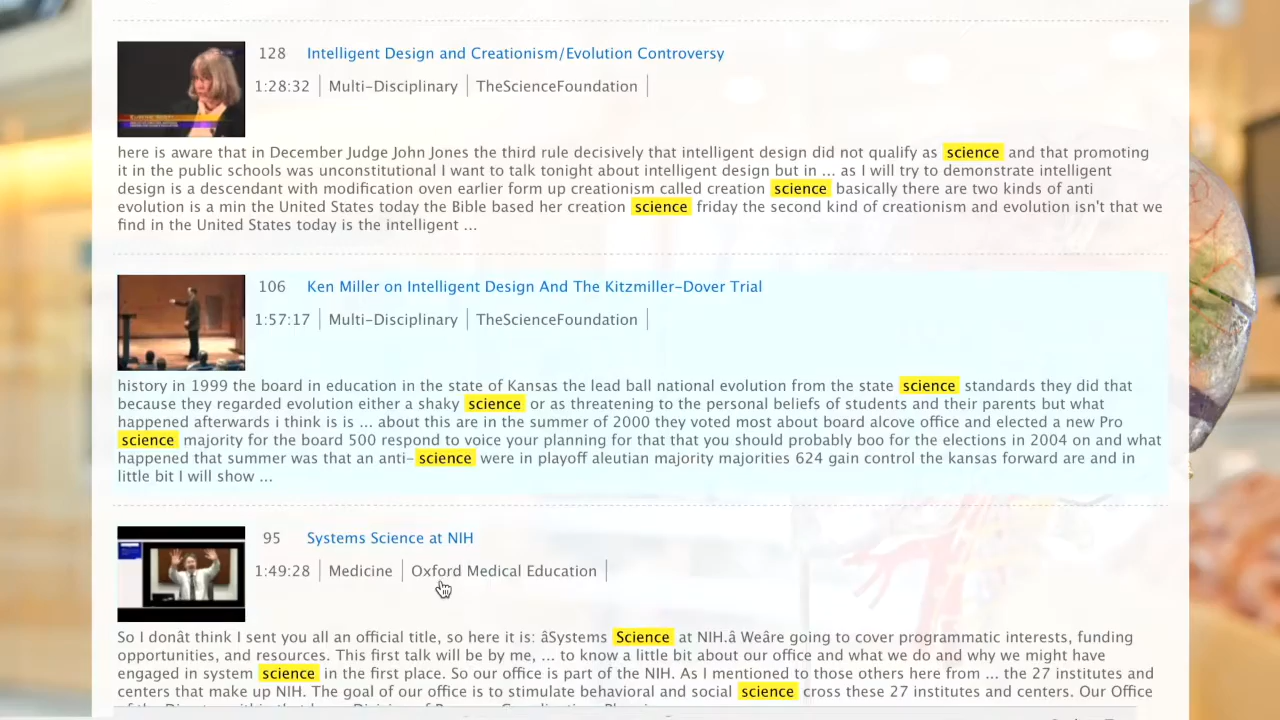 128 Intelligent Design and Creationism/Evolution Controversy
1:28:32 Multi-Disciplinary TheScienceFoundation
here is aware that in December Judge John Jones the third rule decisively that intelligent design did not qualify as science and that promoting
it in the public schools was unconstitutional I want to talk tonight about intelligent design but in ... as I will try to demonstrate intelligent
design is a descendant with modification oven earlier form up creationism called creation science basically there are two kinds of anti
evolution is a min the United States today the Bible based her creation science friday the second kind of creationism and evolution isn't that we
find in the United States today is the intelligent ...
106 Ken Miller on Intelligent Design And The Kitzmiller-Dover Trial
1:57:17 Multi-Disciplinary TheScienceFoundation
history in 1999 the board in education in the state of Kansas the lead ball national evolution from the state science standards they did that
because they regarded evolution either a shaky science or as threatening to the personal beliefs of students and their parents but what
happened afterwards i think is is ... about this are in the summer of 2000 they voted most about board alcove office and elected a new Pro
science majority for the board 500 respond to voice your planning for that that you should probably boo for the elections in 2004 on and what
happened that summer was that an anti-science were in playoff aleutian majority majorities 624 gain control the kansas forward are and in
little bit I will show ...
95 Systems Science at NIH
1:49:28 Medicine Oxford Medical Education
So I donât think I sent you all an official title, so here it is: âSystems Science at NIH.â Weâre going to cover programmatic interests, funding
opportunities, and resources. This first talk will be by me, ... to know a little bit about our office and what we do and why we might have
engaged in system science in the first place. So our office is part of the NIH. As I mentioned to those others here from ... the 27 institutes and
centers that make up NIH. The goal of our office is to stimulate behavioral and social science cross these 27 institutes and centers. Our Office